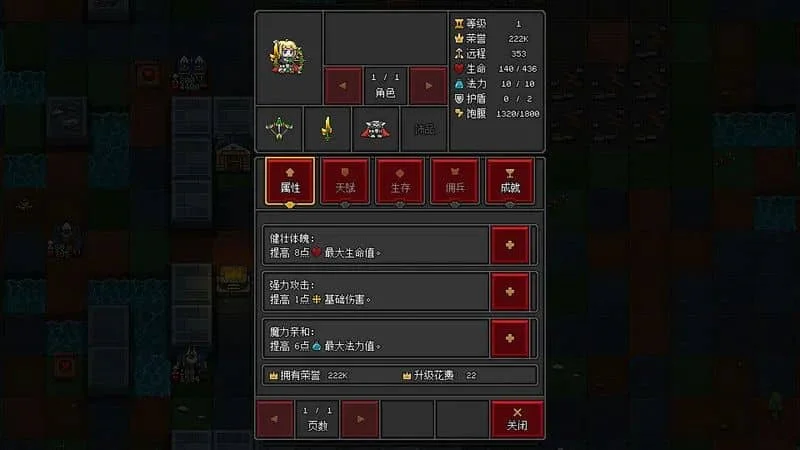 等级 1
荣誉 222K
远程 353
生命 140/436
法力 10/10
护盾 0/2
饱腹 1320/1800
1/1
角色
饰品
属性 天赋 生存 佣兵 成就
健壮体魄:
提高 8点 最大生命值。
强力攻击:
提高 1点 基础伤害。
魔力亲和:
提高 6点 最大法力值。
拥有荣誉 222K 升级花费 22
1/1
页数
关闭